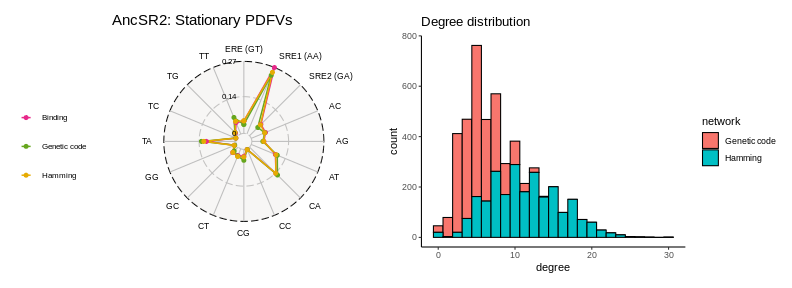 AncSR2: Stationary PDFVs
Binding
Genetic code
Hamming
ERE (GT)
SRE1 (AA)
SRE2 (GA)
AC
AG
AT
CA
CC
CG
CT
GC
GG
TA
TC
TG
TT
0.27
0.14
0
Degree distribution
count
800
600
400
200
0
0
10
20
30
degree
network
Genetic code
Hamming